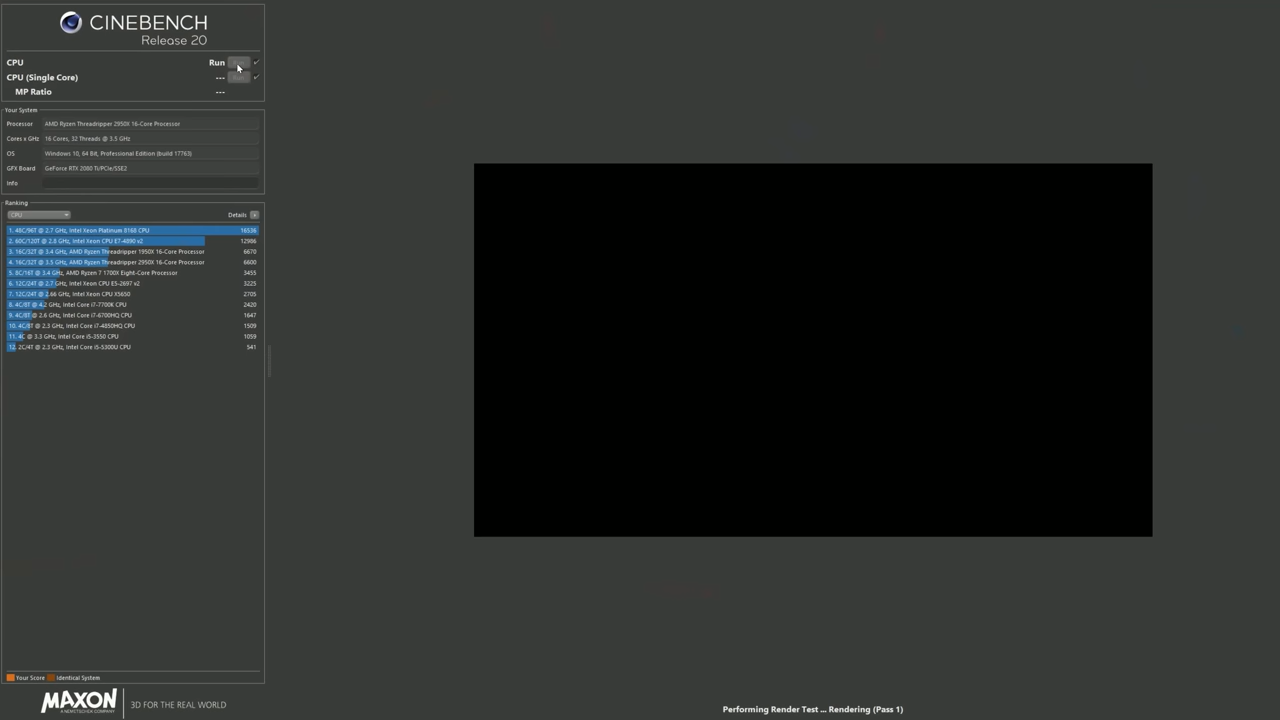 CINEBENCH
Release 20
CPU Run
CPU (Single Core) ---
MP Ratio ---
Your System
Processor AMD Ryzen Threadripper 2950X 16-Core Processor
Cores x GHz 16 Cores, 32 Threads @ 3.5 GHz
OS Windows 10, 64 Bit, Professional Edition (build 17763)
GFX Board GeForce RTX 2080 Ti/PCIe/SSE2
Info
Ranking
CPU Details
1. 48C/96T @ 2.7 GHz, Intel Xeon Platinum 8168 CPU 16536
2. 60C/120T @ 2.8 GHz, Intel Xeon CPU E7-4890 v2 12986
3. 16C/32T @ 3.4 GHz, AMD Ryzen Threadripper 1950X 16-Core Processor 6670
4. 16C/32T @ 3.5 GHz, AMD Ryzen Threadripper 2950X 16-Core Processor 6600
5. 8C/16T @ 3.4 GHz, AMD Ryzen 7 1700X Eight-Core Processor 3455
6. 12C/24T @ 2.7 GHz, Intel Xeon CPU E5-2697 v2 3225
7. 12C/24T @ 2.66 GHz, Intel Xeon CPU X5650 2705
8. 4C/8T @ 4.2 GHz, Intel Core i7-7700K CPU 2420
9. 4C/8T @ 2.6 GHz, Intel Core i7-6700HQ CPU 1647
10. 4C/8T @ 2.3 GHz, Intel Core i7-4850HQ CPU 1509
11. 4C @ 3.3 GHz, Intel Core i5-3550 CPU 1059
12. 2C/4T @ 2.3 GHz, Intel Core i5-5300U CPU 541
Your Score Identical System
MAXON
A NEMETSCHEK COMPANY
3D FOR THE REAL WORLD
Performing Render Test ... Rendering (Pass 1)